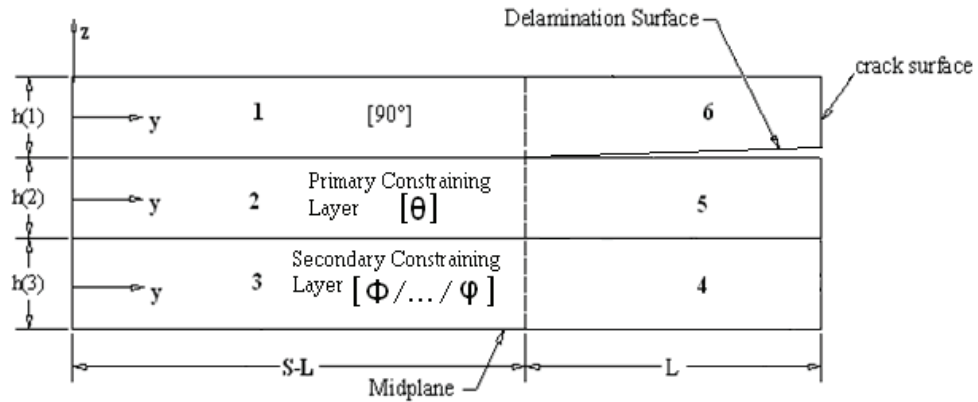 Delamination Surface
z
crack surface
h(1)
y
1
[90°]
6
h(2)
y
2
Primary Constraining
Layer [θ]
5
h(3)
y
3
Secondary Constraining
Layer [Φ/.../φ]
4
S-L
Midplane
L